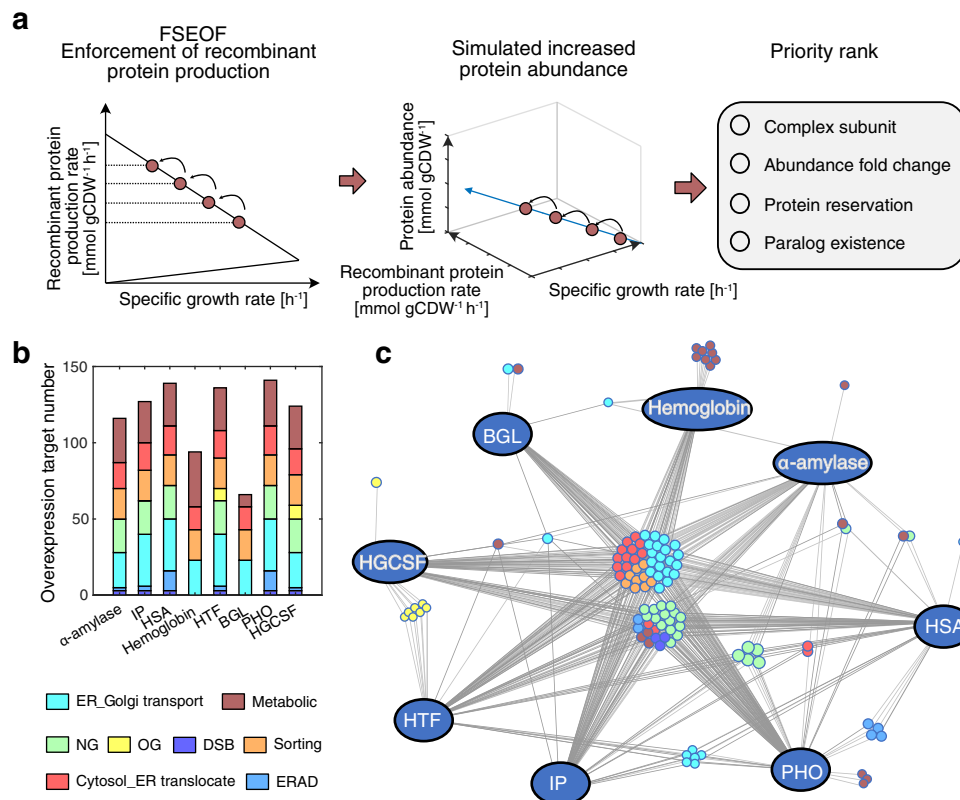 a
FSEOF
Enforcement of recombinant
protein production
Recombinant protein
production rate
[mmol gCDW⁻¹ h⁻¹]
Specific growth rate [h⁻¹]
Simulated increased
protein abundance
Protein abundance
[mmol gCDW⁻¹]
Recombinant protein
production rate
[mmol gCDW⁻¹ h⁻¹]
Specific growth rate [h⁻¹]
Priority rank
Complex subunit
Abundance fold change
Protein reservation
Paralog existence
b
Overexpression target number
150
100
50
0
α-amylase
IP
HSA
Hemoglobin
HTF
BGL
PHO
HGCSF
ER_Golgi transport
Metabolic
NG
OG
DSB
Sorting
Cytosol_ER translocate
ERAD
c
Hemoglobin
BGL
α-amylase
HGCSF
HSA
HTF
IP
PHO